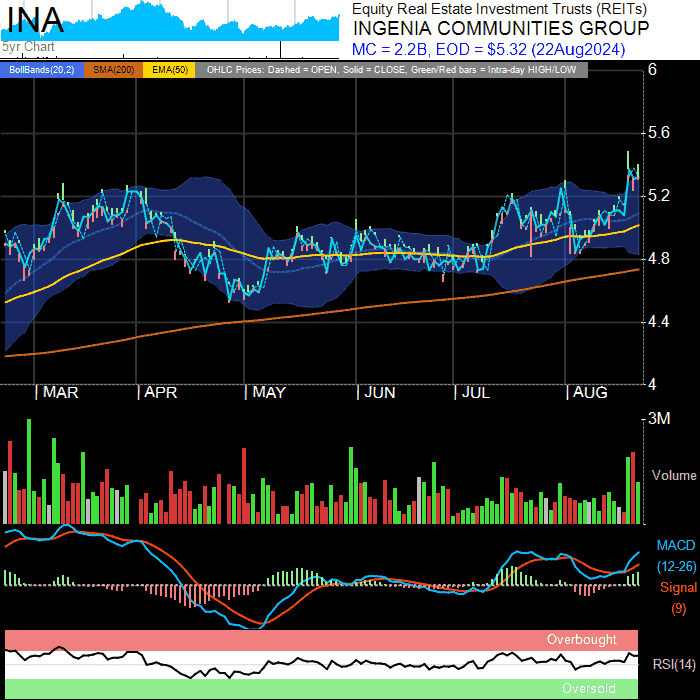 INA
5yr Chart
Equity Real Estate Investment Trusts (REITs)
INGENIA COMMUNITIES GROUP
MC = 2.2B, EOD = $5.32 (22Aug2024)
BollBands(20,2) SMA(200) EMA(50) OHLC Prices: Dashed = OPEN, Solid = CLOSE, Green/Red bars = Intra-day HIGH/LOW
6
5.6
5.2
4.8
4.4
4
MAR APR MAY JUN JUL AUG
3M
Volume
MACD
(12-26)
Signal
(9)
Overbought
RSI(14)
Oversold